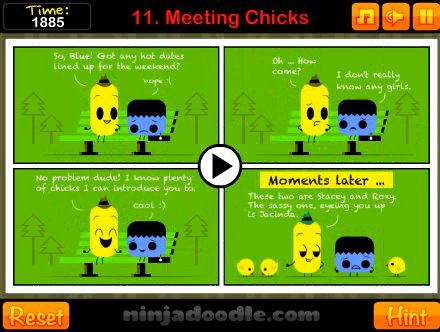 Time:
1885
11. Meeting Chicks
So, Blue! Got any hot dates
lined up for the weekend?
nope :(
Oh ... How
come?
I don't really
know any girls.
No problem dude! I know plenty
of chicks I can introduce you to.
cool :)
Moments later ...
These two are Stacey and Roxy.
The sassy one, eyeing you up
is Jacinda.
Reset
ninjadoodle.com
Hint